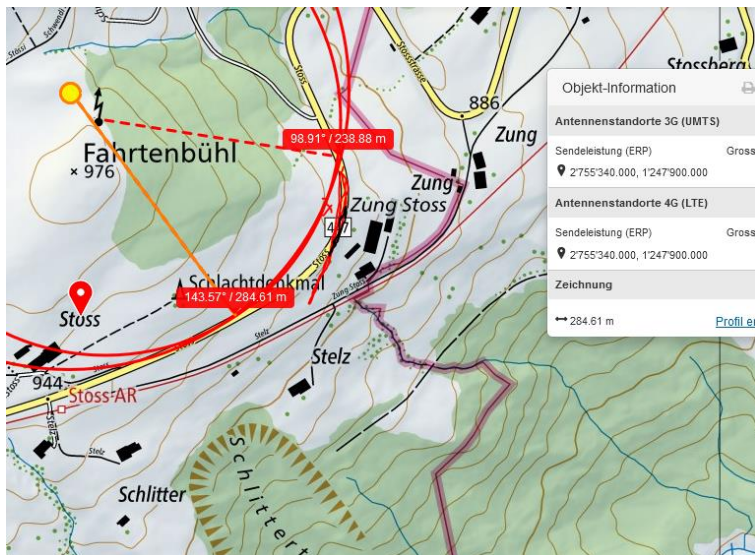 Stossi
Schwendi
Stoss
Stossstrasse
886
Stossberg
Zung
Fahrtenbühl
976
98.91° / 238.88 m
Zung
Zung Stoss
Stoss
Schlachtdenkmal
143.57° / 284.61 m
Zung Stoss
Stoss
Stelz
Stelz
944
Stoss
Stoss AR
Stelz
Schlitter
Schlittert
Objekt-Information
Antennenstandorte 3G (UMTS)
Sendeleistung (ERP) Gross
2'755'340.000, 1'247'900.000
Antennenstandorte 4G (LTE)
Sendeleistung (ERP) Gross
2'755'340.000, 1'247'900.000
Zeichnung
284.61 m Profil er